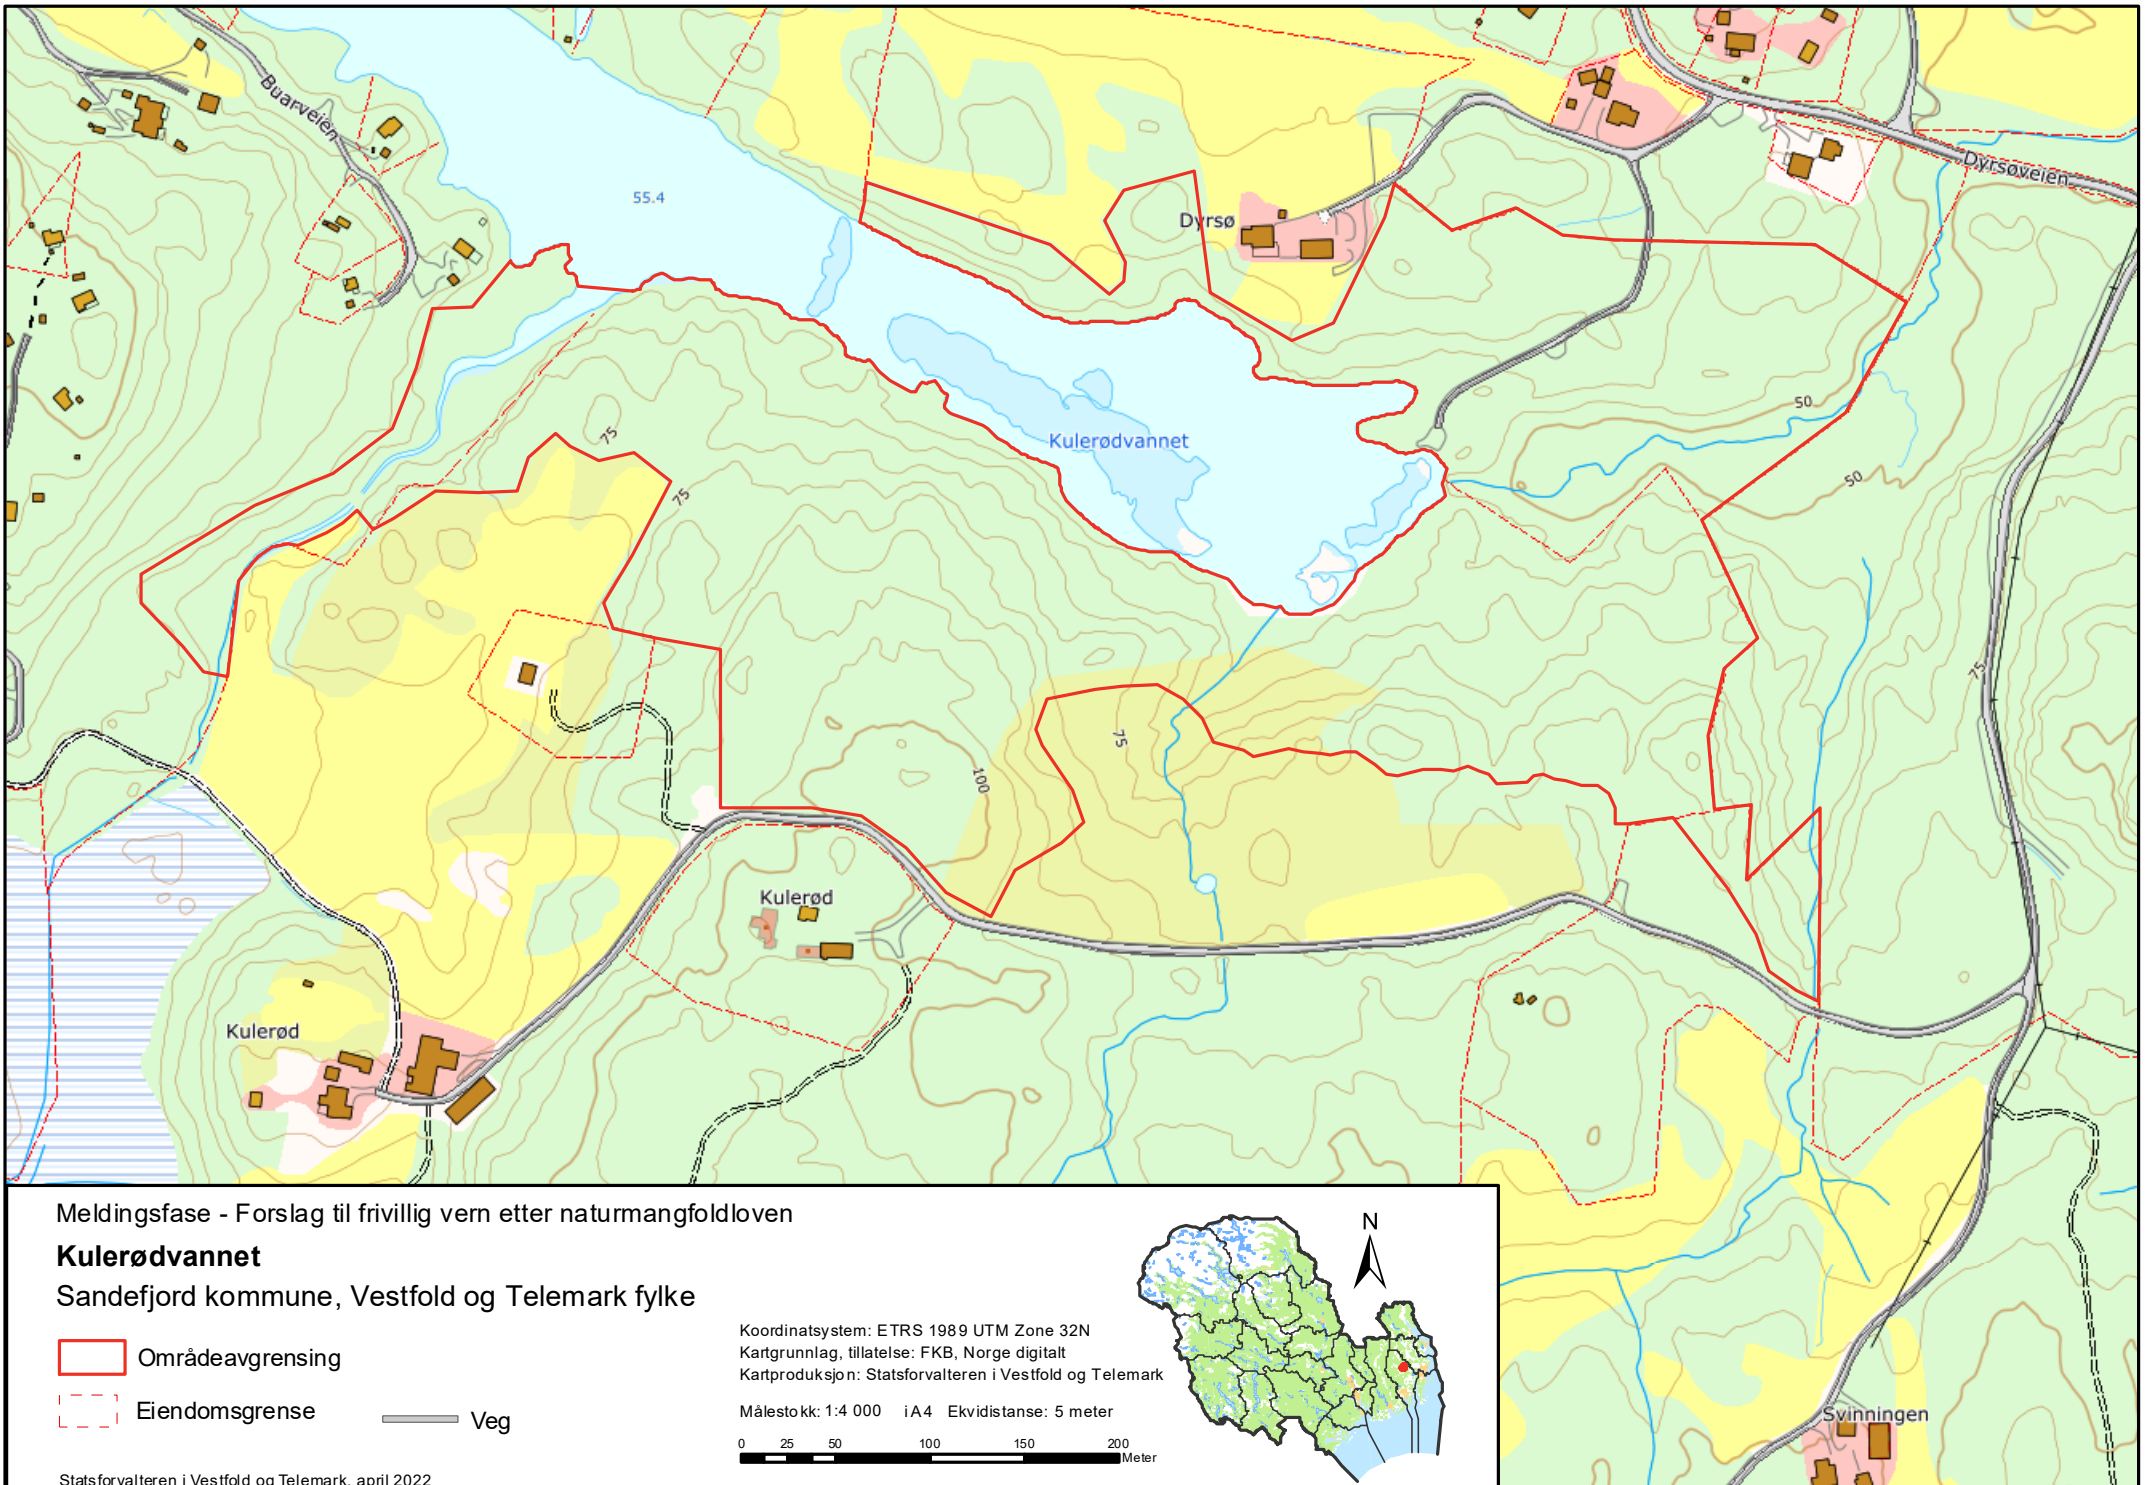 Buarveien
55.4
Dyrsø
Dyrsøveien
50
Kulerødvannet
75
50
75
75
75
100
Kulerød
Kulerød
Svinningen
Meldingsfase - Forslag til frivillig vern etter naturmangfoldloven
Kulerødvannet
Sandefjord kommune, Vestfold og Telemark fylke
Områdeavgrensing
Eiendomsgrense
Veg
Statsforvalteren i Vestfold og Telemark, april 2022
Koordinatsystem: ETRS 1989 UTM Zone 32N
Kartgrunnlag, tillatelse: FKB, Norge digitalt
Kartproduksjon: Statsforvalteren i Vestfold og Telemark
Målestokk: 1:4 000 i A4 Ekvidistanse: 5 meter
0 25 50 100 150 200
Meter
N